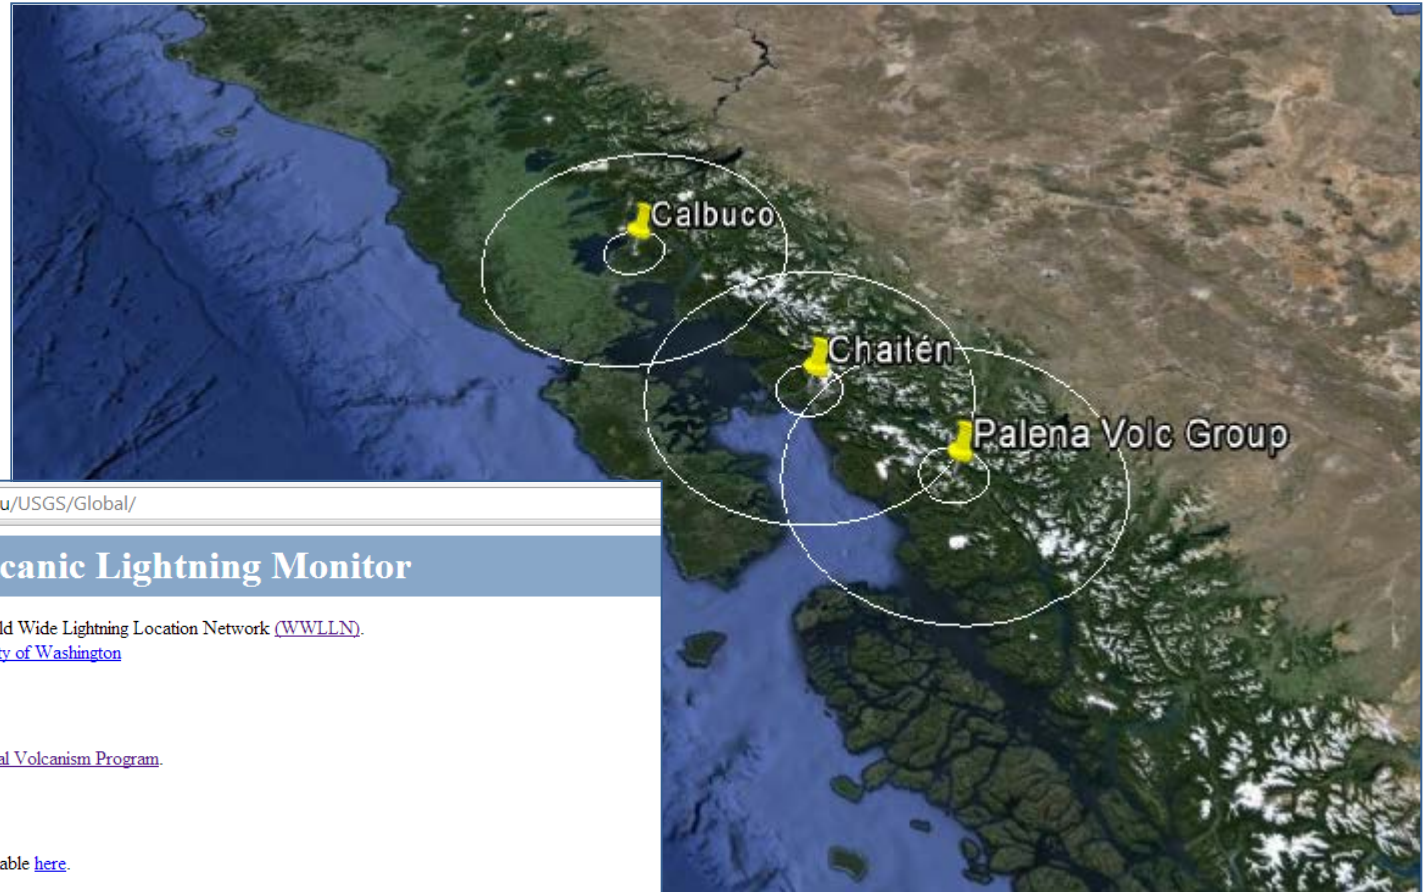 Calbuco
Chaitén
Palena Volc Group
u/USGS/Global/
canic Lightning Monitor
ld Wide Lightning Location Network (WWLLN).
ty of Washington
al Volcanism Program.
able here.